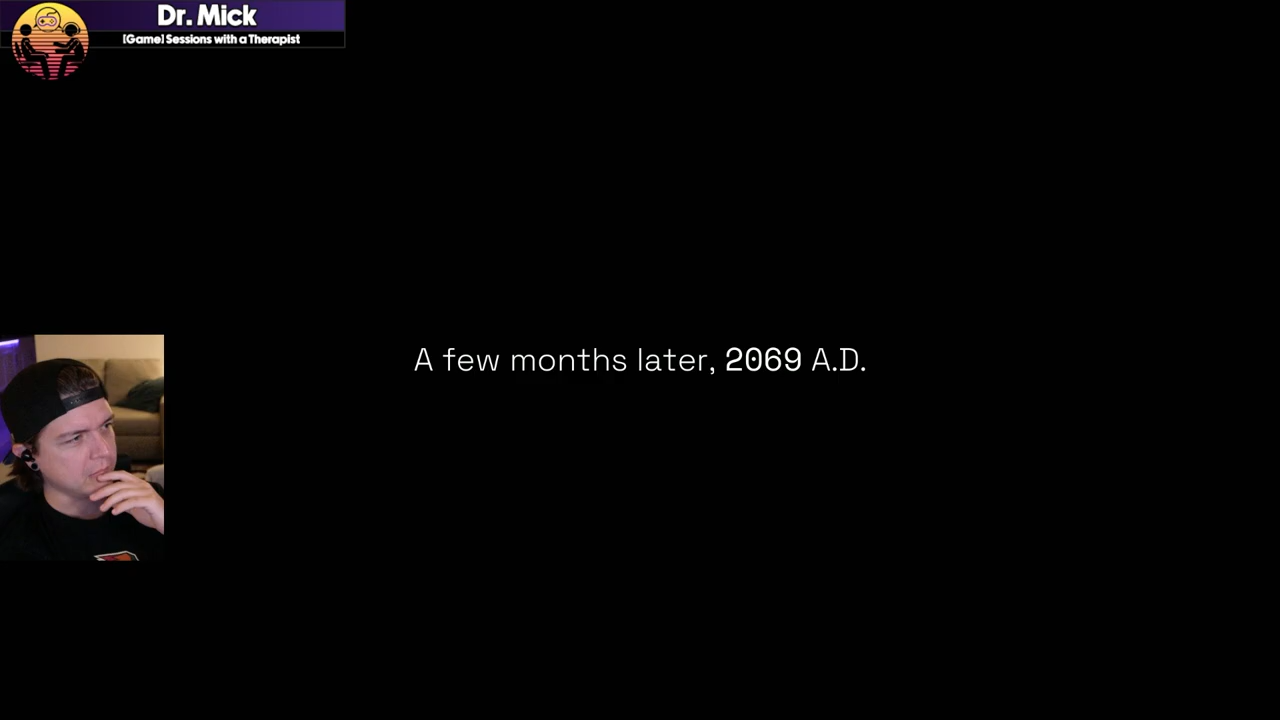 Dr. Mick
[Game] Sessions with a Therapist
A few months later, 2069 A.D.